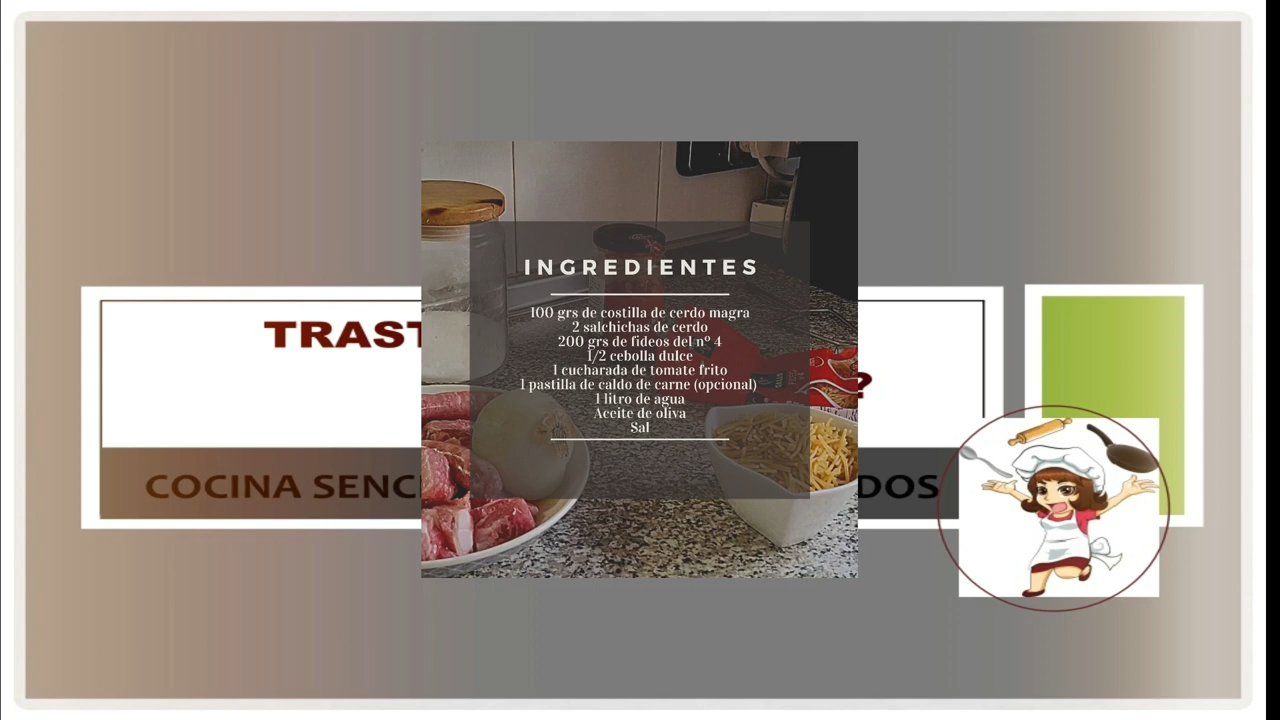 INGREDIENTES
100 grs de costilla de cerdo magra
2 salchichas de cerdo
200 grs de fideos del nº 4
1/2 cebolla dulce
1 cucharada de tomate frito
1 pastilla de caldo de carne (opcional)
1 litro de agua
Aceite de oliva
Sal
TRAST
?
COCINA SENC
DOS